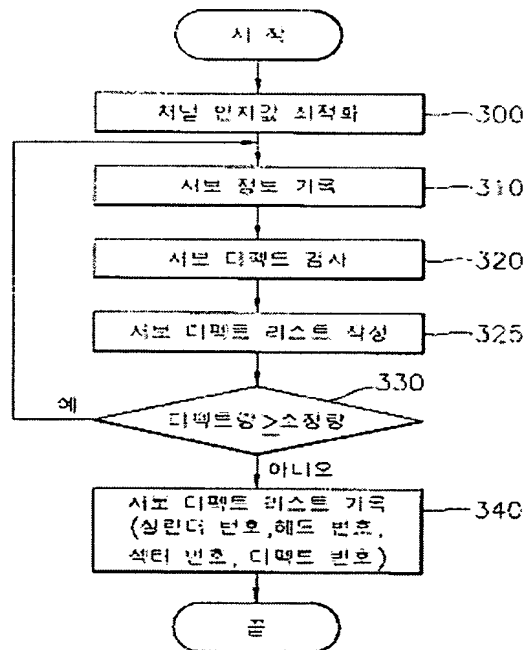 시 작
채널 인자값 최적화
300
서보 정보 기록
310
서보 디펙트 검사
320
서보 디펙트 리스트 작성
325
330
디펙트량≥소정량
예
아니오
서보 디펙트 리스트 기록
(실린더 번호,헤드 번호,
섹터 번호, 디펙트 번호)
340
끝